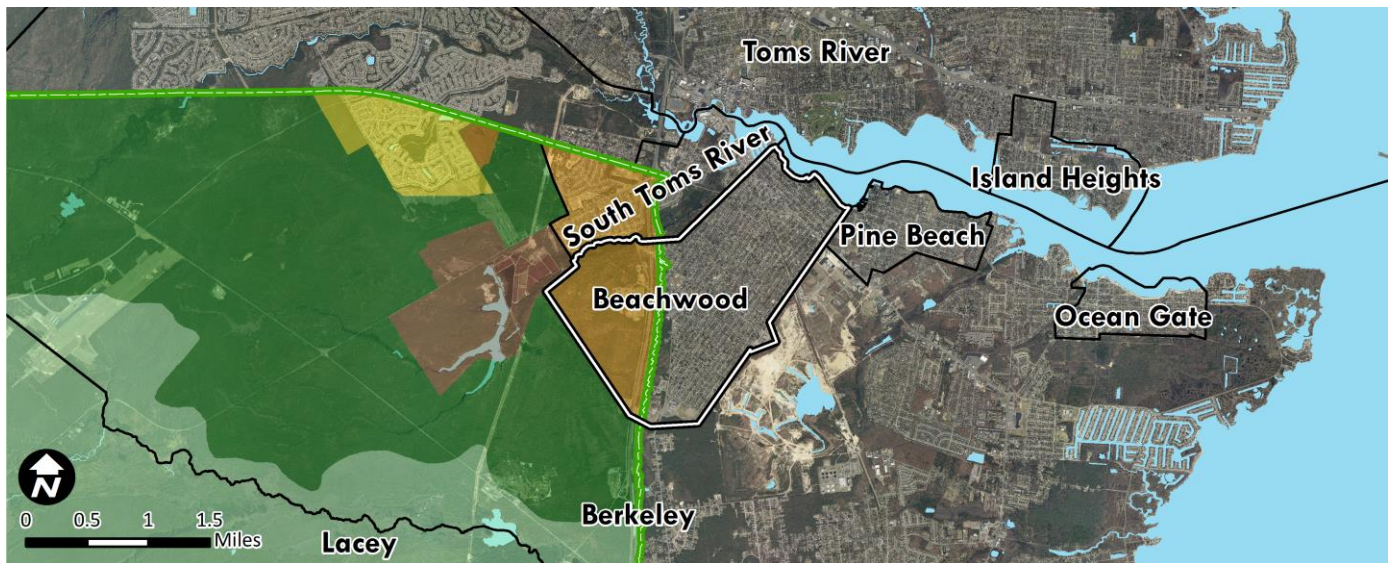 Toms River
South Toms River
Island Heights
Pine Beach
Beachwood
Ocean Gate
Berkeley
Lacey
N
0 0.5 1 1.5
Miles